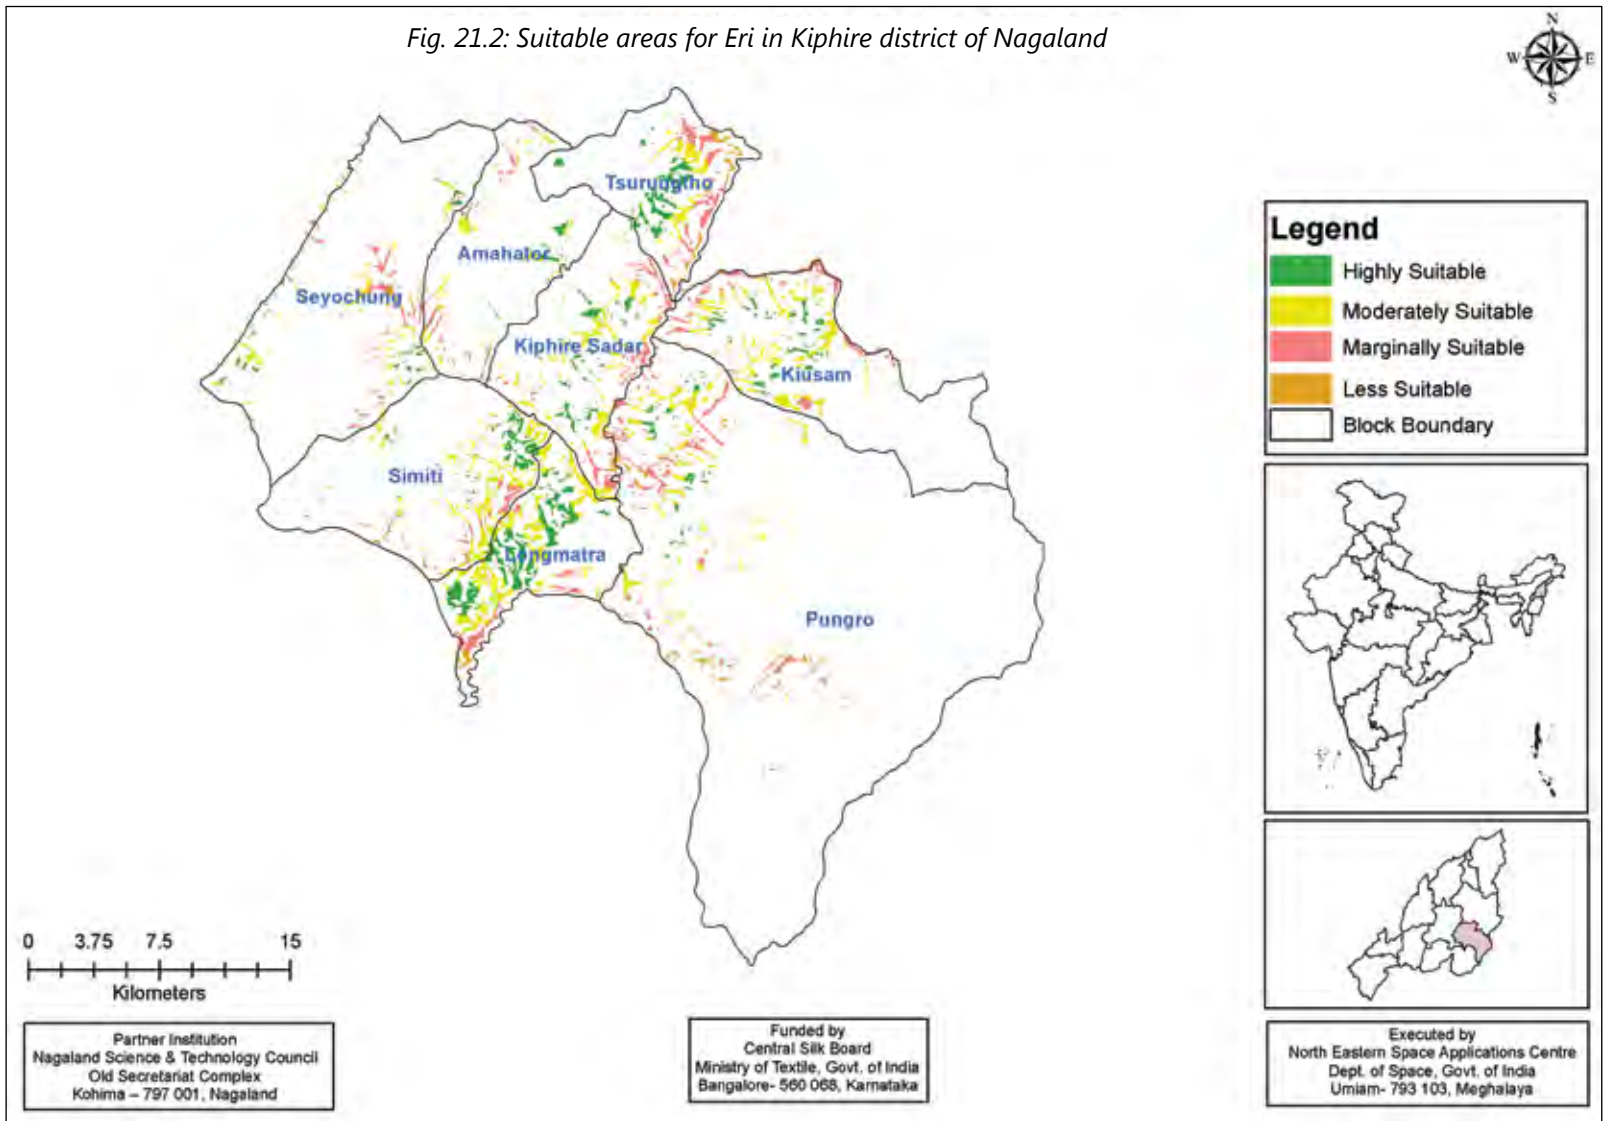 Fig. 21.2: Suitable areas for Eri in Kiphire district of Nagaland
N
W E
S
Tsurungtho
Amahator
Seyochung
Kiphire Sadar
Kiusam
Simiti
Longmatra
Pungro
Legend
Highly Suitable
Moderately Suitable
Marginally Suitable
Less Suitable
Block Boundary
0 3.75 7.5 15
Kilometers
Partner Institution
Nagaland Science & Technology Council
Old Secretariat Complex
Kohima – 797 001, Nagaland
Funded by
Central Silk Board
Ministry of Textile, Govt. of India
Bangalore- 560 068, Karnataka
Executed by
North Eastern Space Applications Centre
Dept. of Space, Govt. of India
Umiam- 793 103, Meghalaya